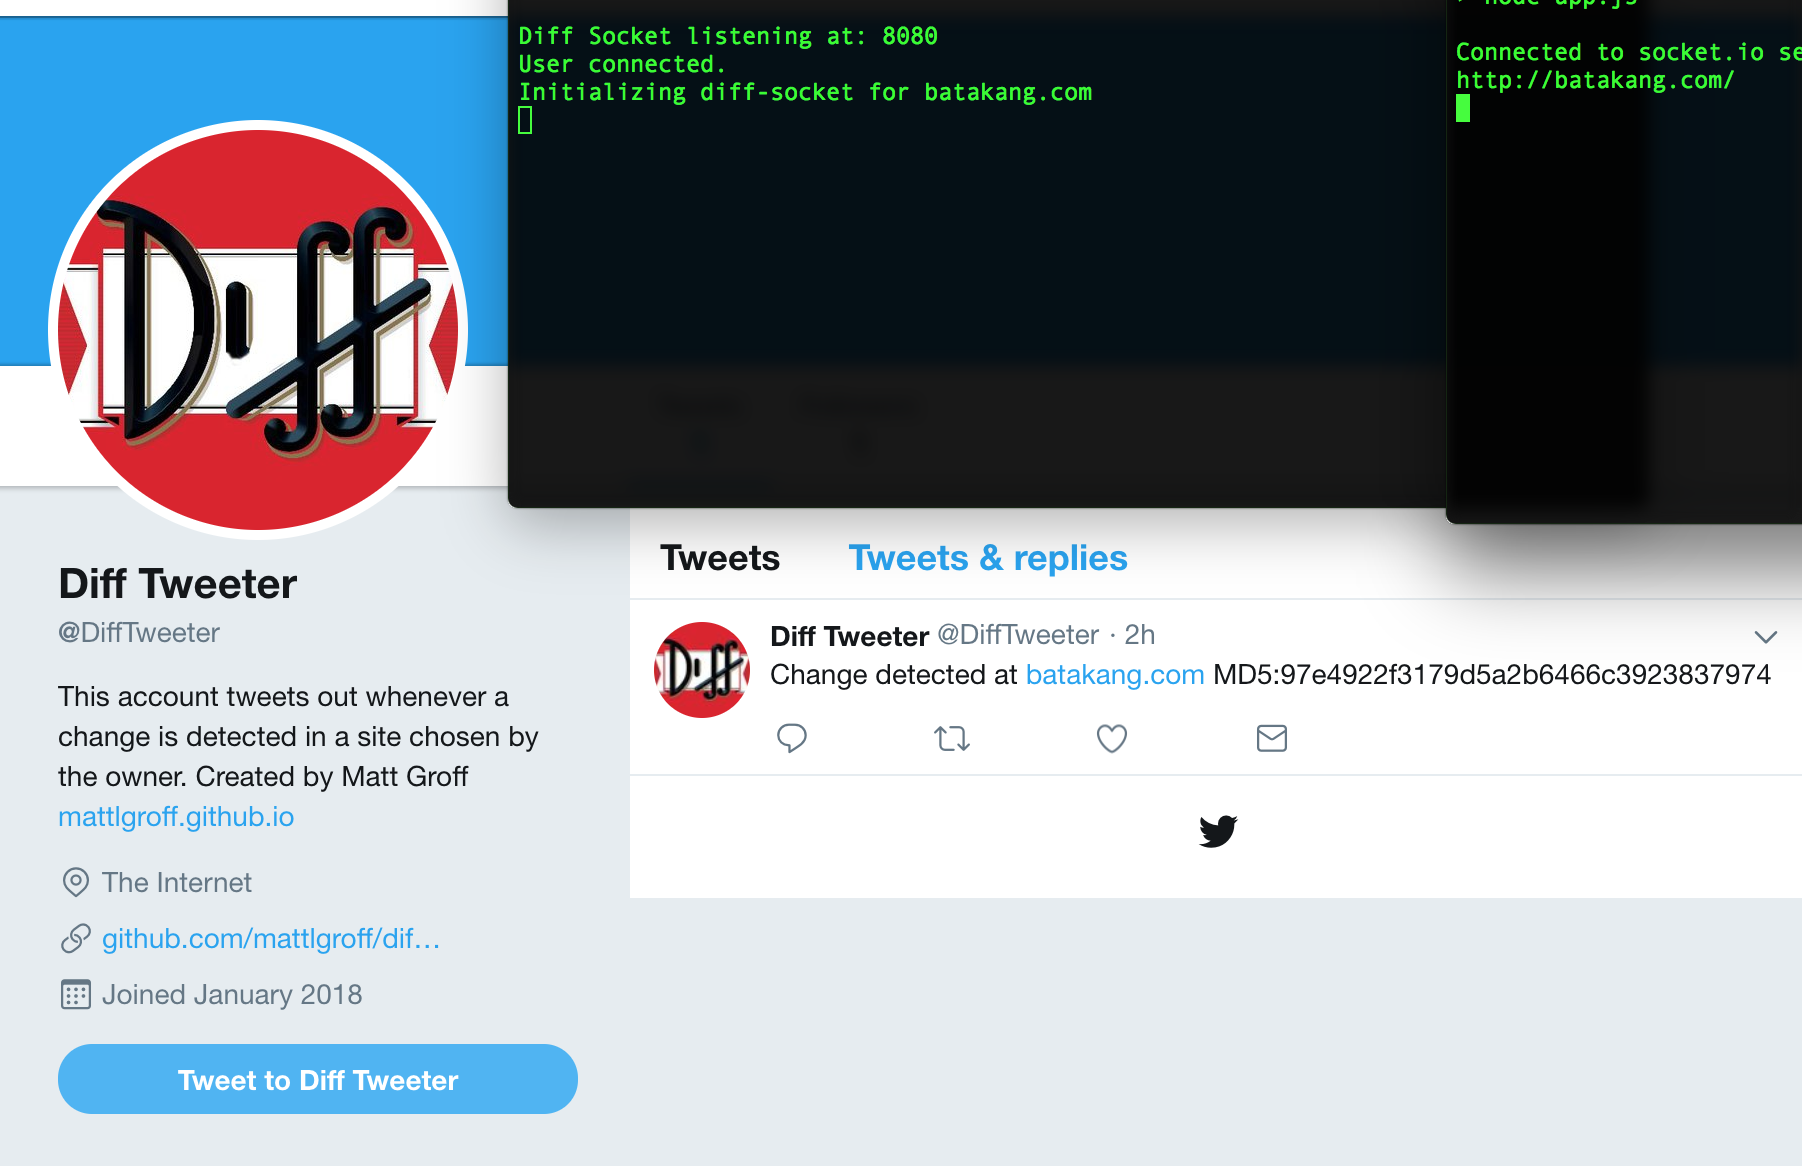 Diff Socket listening at: 8080
User connected.
Initializing diff-socket for batakang.com
node app.js
Connected to socket.io se
http://batakang.com/
Diff
Diff Tweeter
@DiffTweeter
This account tweets out whenever a
change is detected in a site chosen by
the owner. Created by Matt Groff
mattlgroff.github.io
The Internet
github.com/mattlgroff/dif…
Joined January 2018
Tweet to Diff Tweeter
Tweets Tweets & replies
Diff
Diff Tweeter @DiffTweeter · 2h
Change detected at batakang.com MD5:97e4922f3179d5a2b6466c3923837974